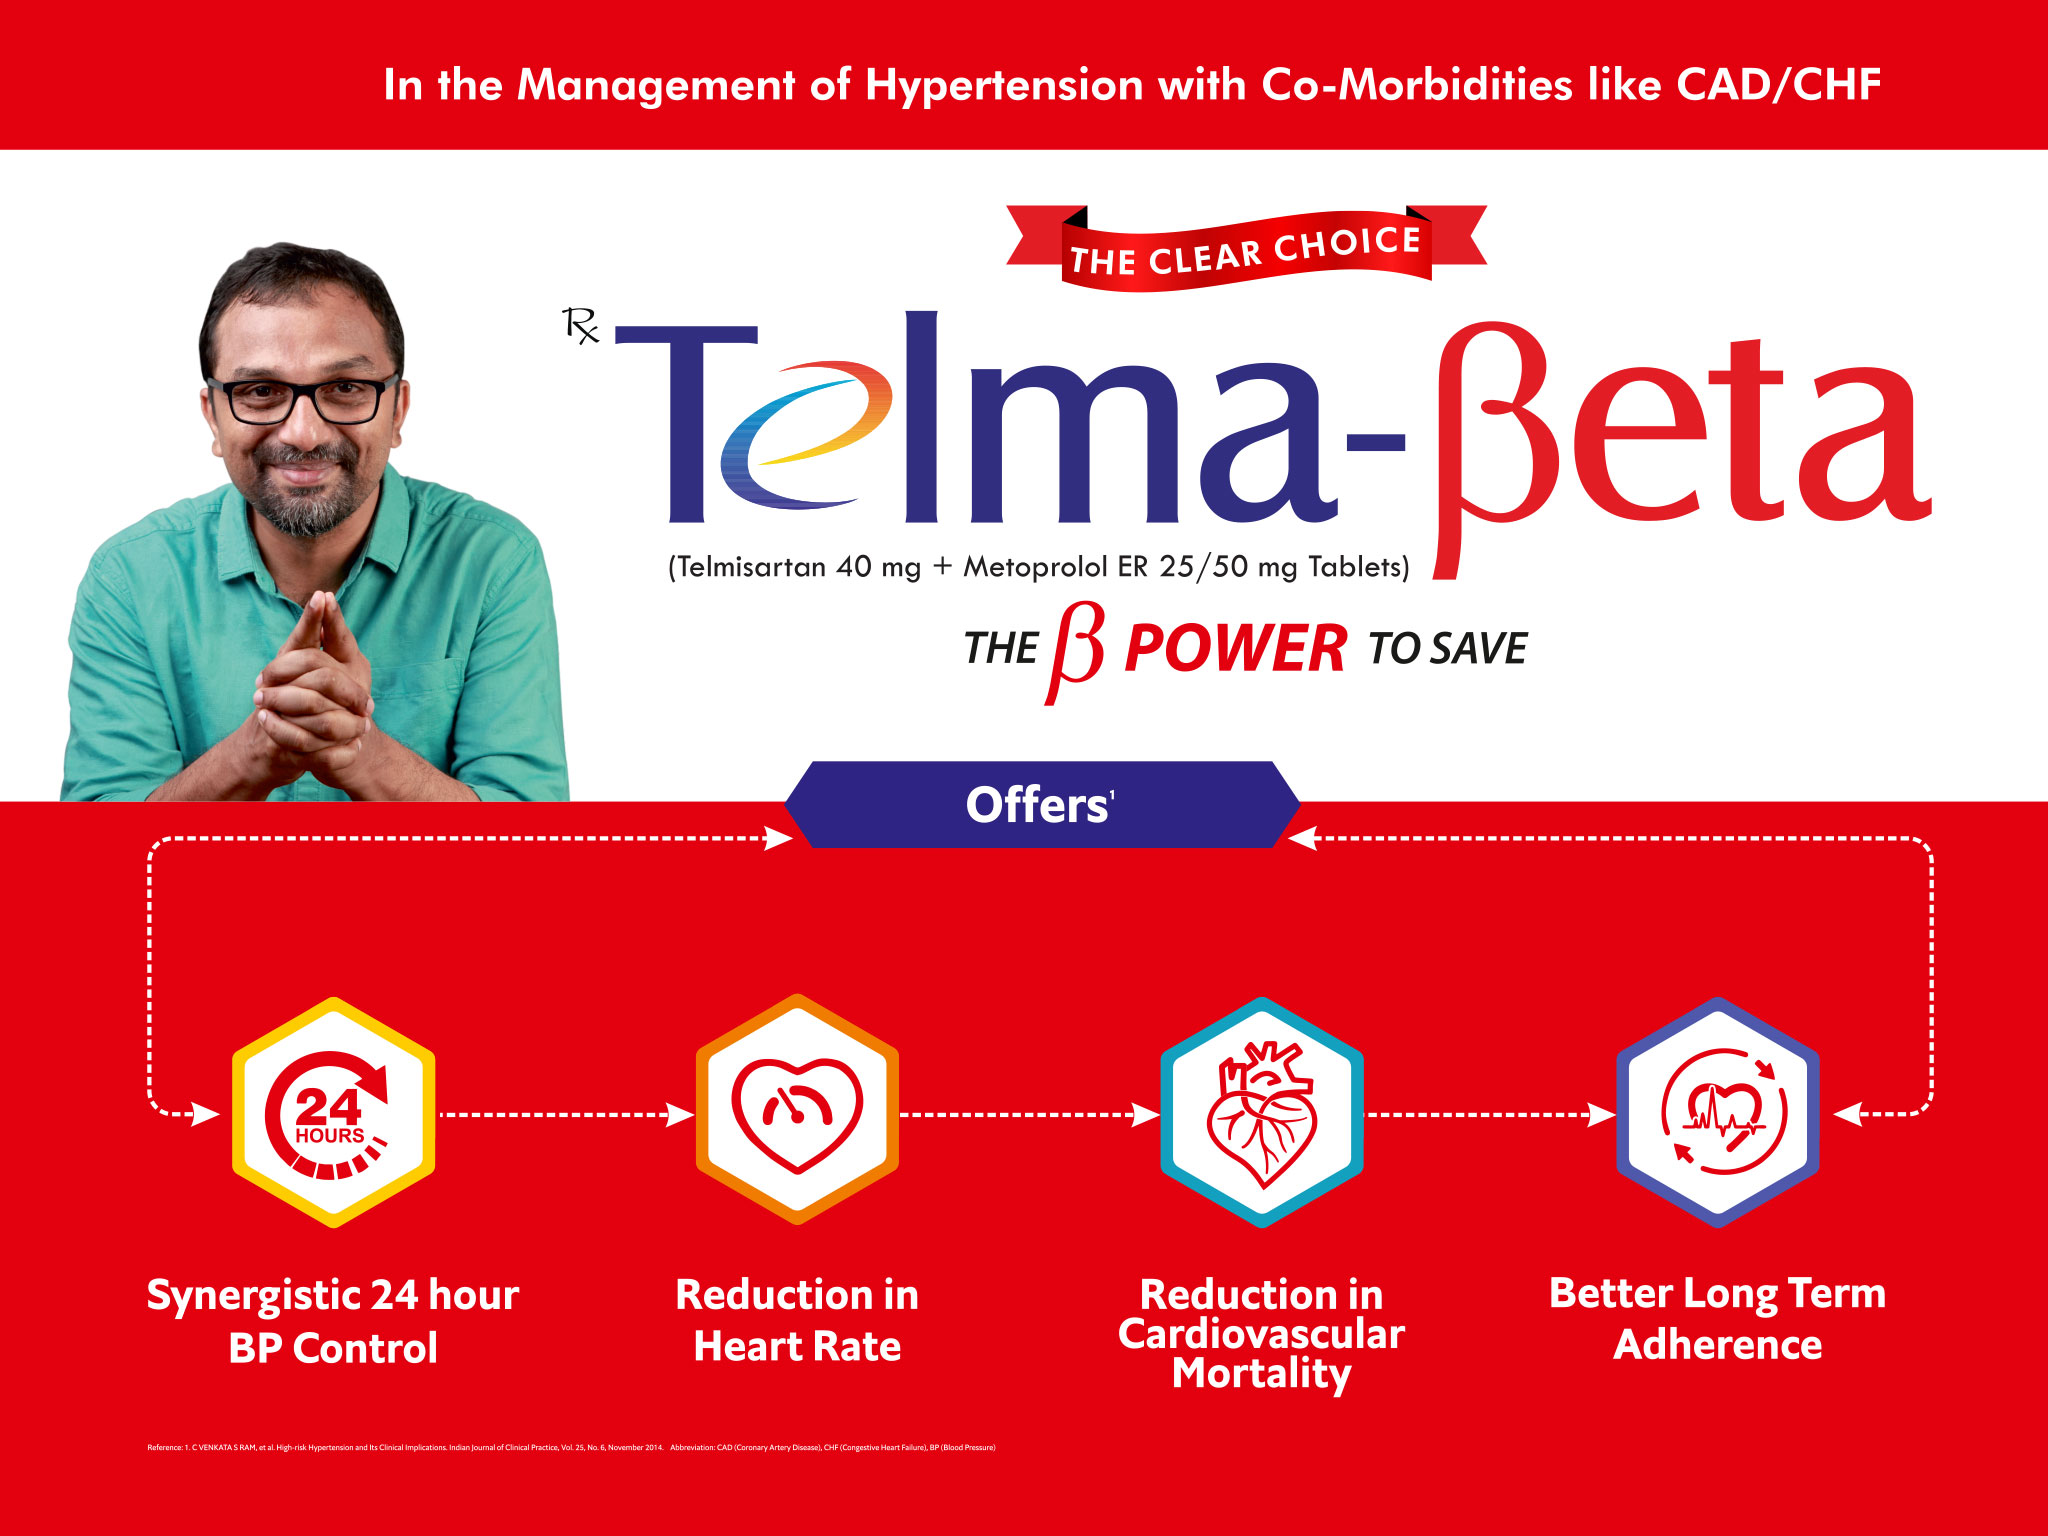 In the Management of Hypertension with Co-Morbidities like CAD/CHF
THE CLEAR CHOICE
Rx Telma-βeta
(Telmisartan 40 mg + Metoprolol ER 25/50 mg Tablets)
THE β POWER TO SAVE
Offers¹
24
HOURS
Synergistic 24 hour
BP Control
Reduction in
Heart Rate
Reduction in
Cardiovascular
Mortality
Better Long Term
Adherence
Reference: 1. C VENKATA S RAM, et al. High-risk Hypertension and Its Clinical Implications. Indian Journal of Clinical Practice, Vol. 25, No. 6, November 2014. Abbreviation: CAD (Coronary Artery Disease), CHF (Congestive Heart Failure), BP (Blood Pressure)